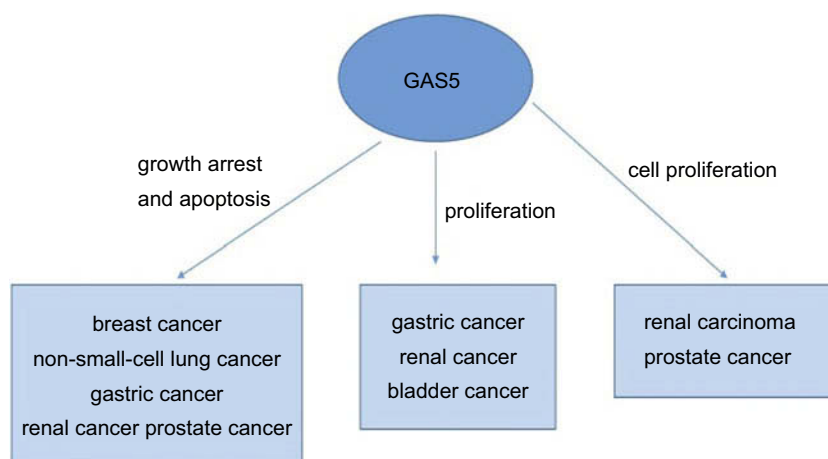 GAS5
growth arrest
and apoptosis
proliferation
cell proliferation
breast cancer
non-small-cell lung cancer
gastric cancer
renal cancer prostate cancer
gastric cancer
renal cancer
bladder cancer
renal carcinoma
prostate cancer